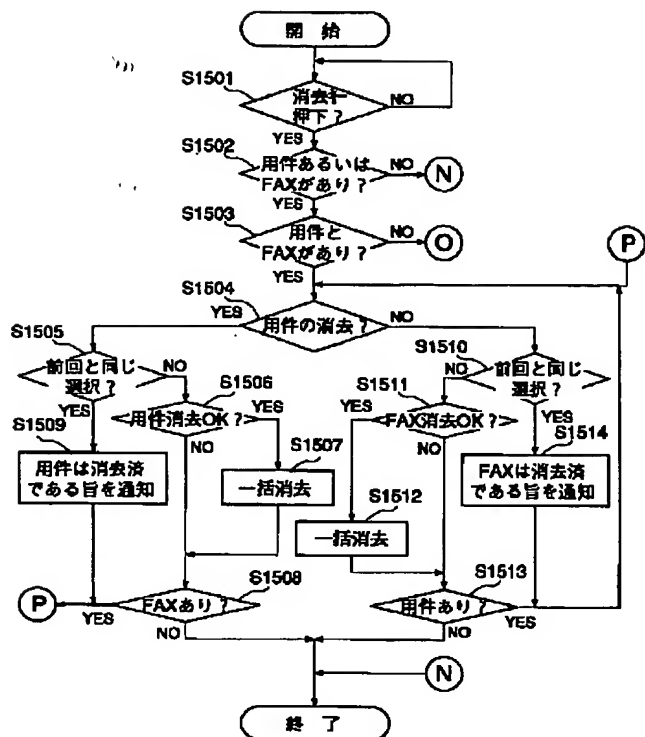 開始
S1501
消去キー
押下?
NO
YES
S1502
用件あるいは
FAXがあり?
NO
N
YES
S1503
用件と
FAXがあり?
NO
O
P
YES
S1504
用件の消去?
YES
NO
S1505
前回と同じ
選択?
NO
YES
S1506
用件消去OK?
YES
NO
S1507
一括消去
S1509
用件は消去済
である旨を通知
S1508
FAXあり?
YES
NO
P
S1510
前回と同じ
選択?
NO
YES
S1511
FAX消去OK?
YES
NO
S1512
一括消去
S1514
FAXは消去済
である旨を通知
S1513
用件あり?
YES
NO
N
終了